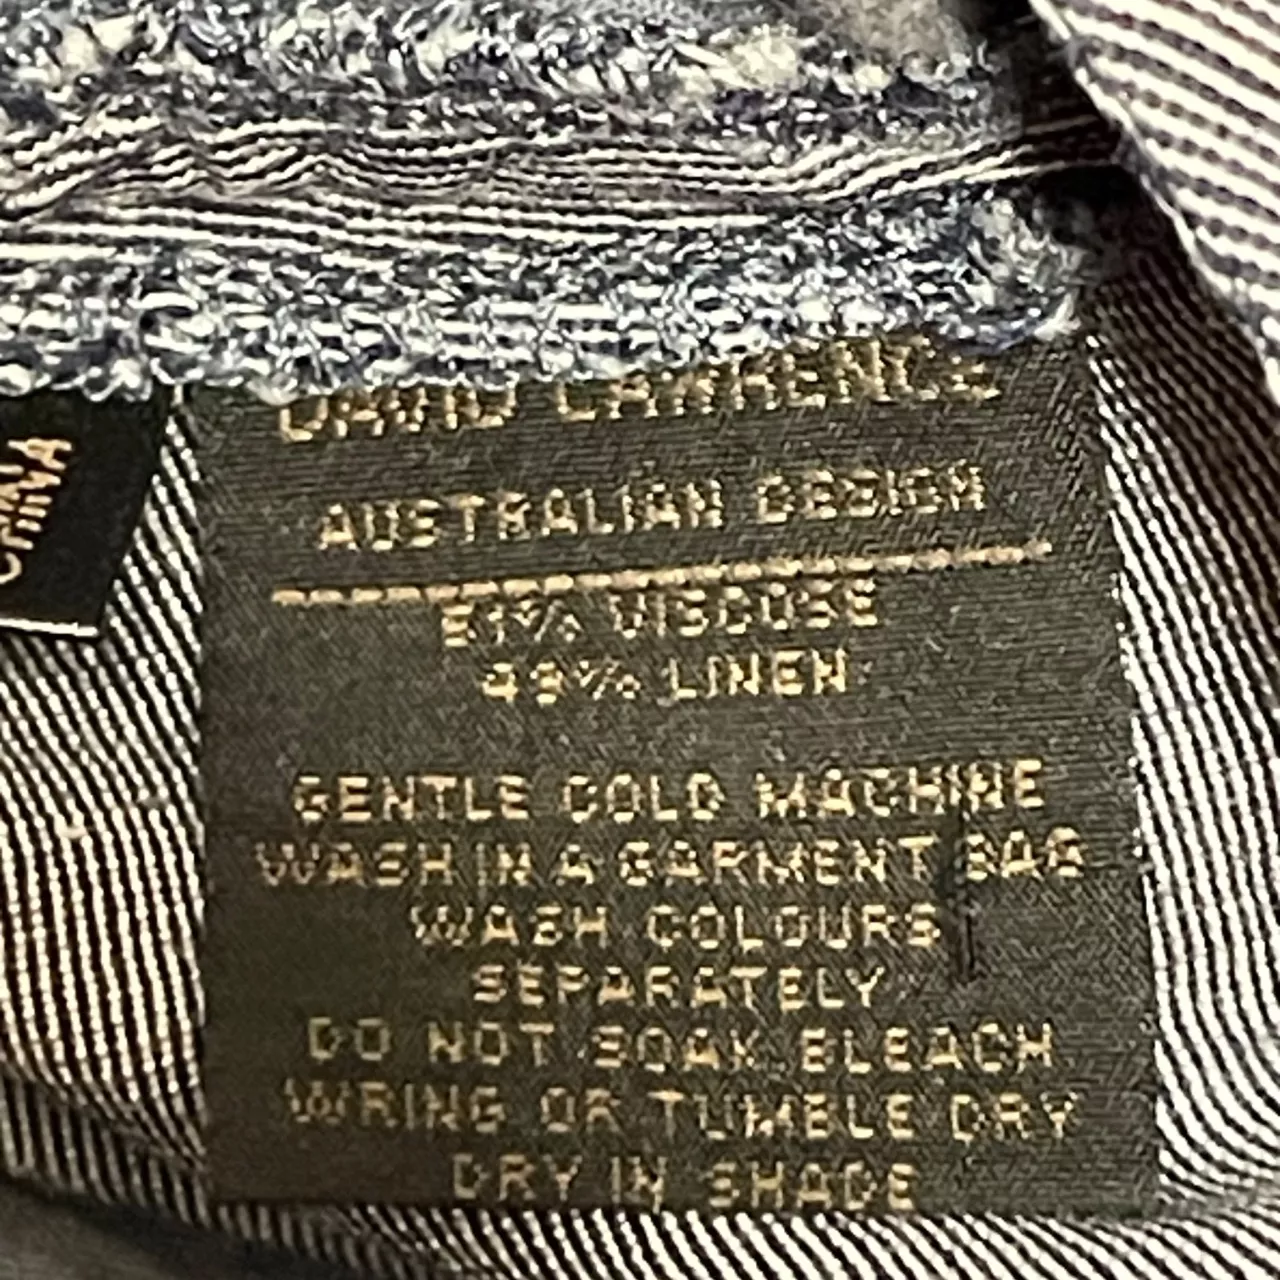 DAVID LAWRENCE
AUSTRALIAN DESIGN
51% VISCOSE
49% LINEN
GENTLE COLD MACHINE
WASH IN A GARMENT BAG
WASH COLOURS
SEPARATELY
DO NOT SOAK BLEACH
WRING OR TUMBLE DRY
DRY IN SHADE
CHINA